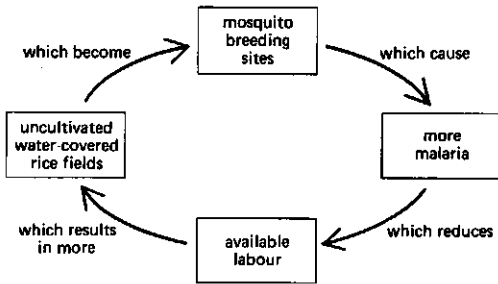 mosquito
breeding
sites
which cause
more
malaria
which reduces
available
labour
which results
in more
uncultivated
water-covered
rice fields
which become